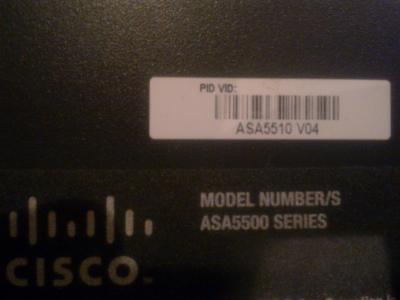 PID VID:
ASA5510 V04
MODEL NUMBER/S
ASA5500 SERIES
CISCO